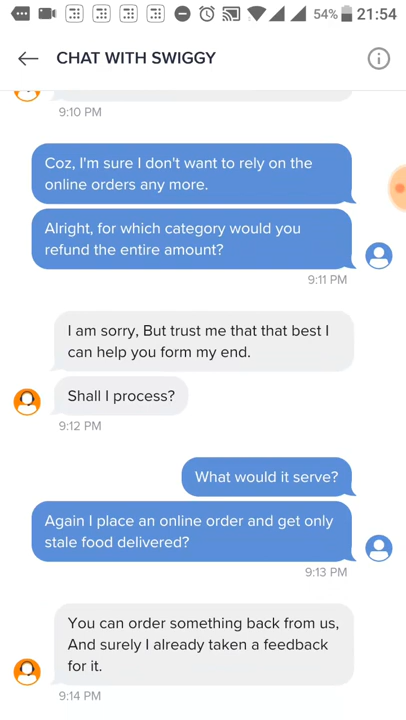 54% 21:54
CHAT WITH SWIGGY
9:10 PM
Coz, I'm sure I don't want to rely on the
online orders any more.
Alright, for which category would you
refund the entire amount?
9:11 PM
I am sorry, But trust me that that best I
can help you form my end.
Shall I process?
9:12 PM
What would it serve?
Again I place an online order and get only
stale food delivered?
9:13 PM
You can order something back from us,
And surely I already taken a feedback
for it.
9:14 PM